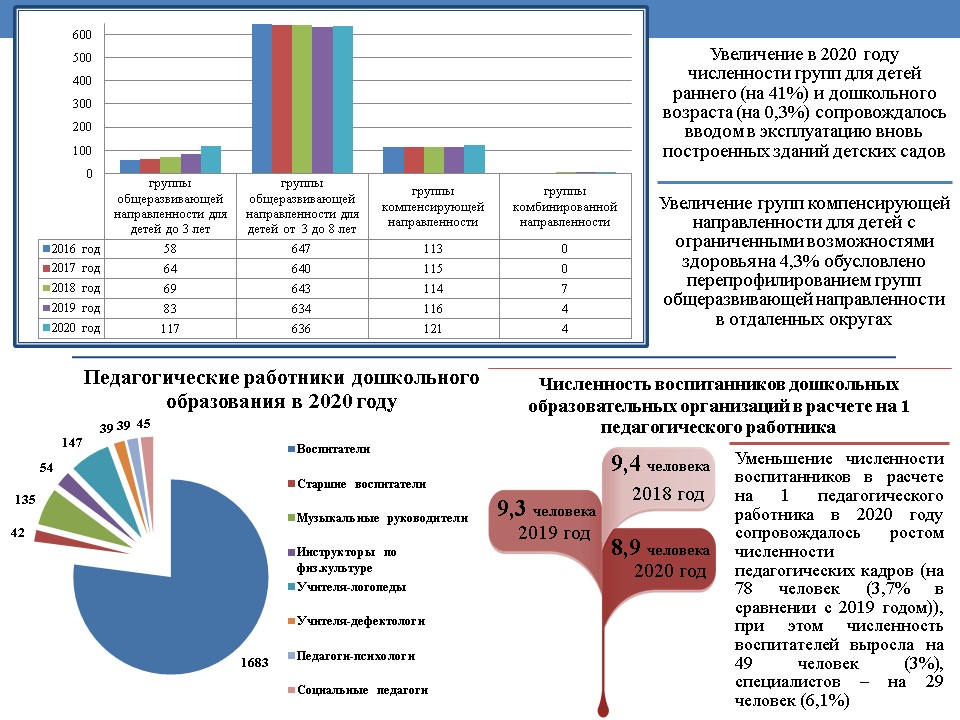 600
500
400
300
200
100
0
группы общеразвивающей направленности для детей до 3 лет
группы общеразвивающей направленности для детей от 3 до 8 лет
группы компенсирующей направленности
группы комбинированной направленности
2016 год 58 647 113 0
2017 год 64 640 115 0
2018 год 69 643 114 7
2019 год 83 634 116 4
2020 год 117 636 121 4
Увеличение в 2020 году
численности групп для детей
раннего (на 41%) и дошкольного
возраста (на 0,3%) сопровождалось
вводом в эксплуатацию вновь
построенных зданий детских садов
Увеличение групп компенсирующей
направленности для детей с
ограниченными возможностями
здоровья на 4,3% обусловлено
перепрофилированием групп
общеразвивающей направленности
в отдаленных округах
Педагогические работники дошкольного
образования в 2020 году
1683
42
135
54
147
39
39
45
Воспитатели
Старшие воспитатели
Музыкальные руководители
Инструкторы по
физ.культуре
Учителя-логопеды
Учителя-дефектологи
Педагоги-психологи
Социальные педагоги
Численность воспитанников дошкольных
образовательных организаций в расчете на 1
педагогического работника
9,4 человека
2018 год
9,3 человека
2019 год
8,9 человека
2020 год
Уменьшение численности
воспитанников в расчете
на 1 педагогического
работника в 2020 году
сопровождалось ростом
численности
педагогических кадров (на
78 человек (3,7% в
сравнении с 2019 годом)),
при этом численность
воспитателей выросла на
49 человек (3%),
специалистов – на 29
человек (6,1%)